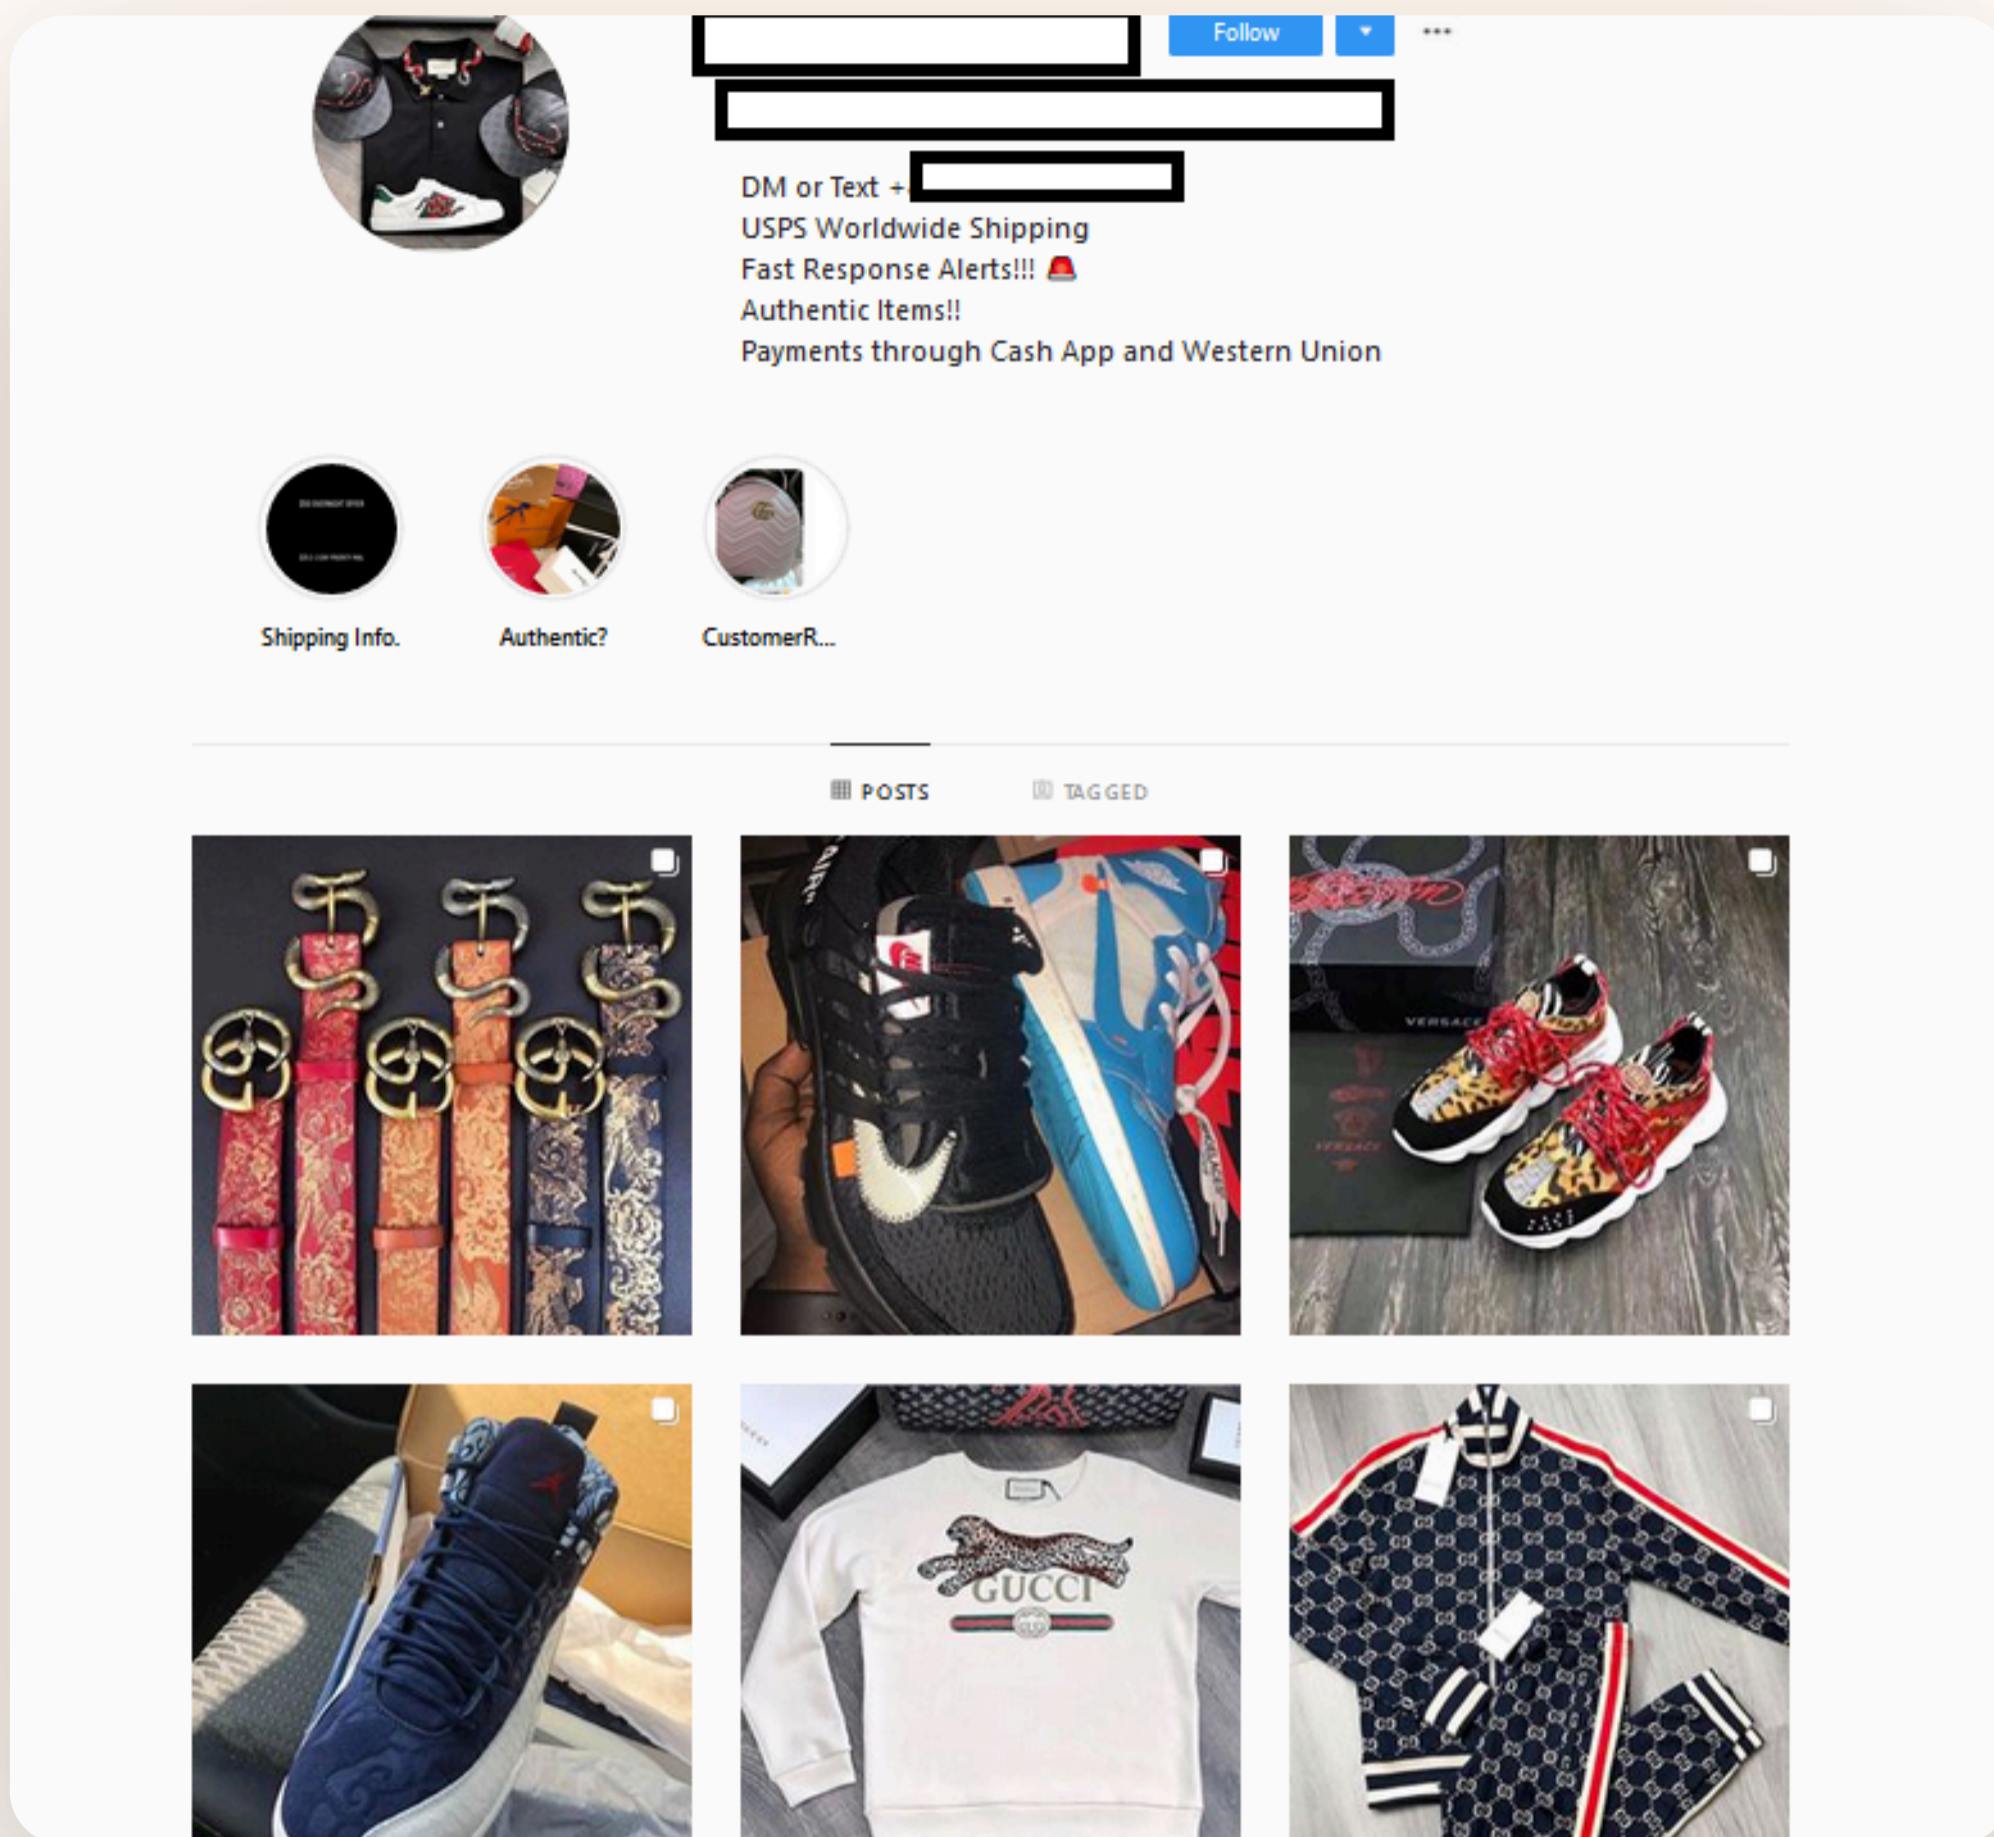 Follow
DM or Text +
USPS Worldwide Shipping
Fast Response Alerts!!! 🚨
Authentic Items!!
Payments through Cash App and Western Union
Shipping Info.
Authentic?
CustomerR...
POSTS
TAGGED
VERSACE
VERSACE
GUCCI